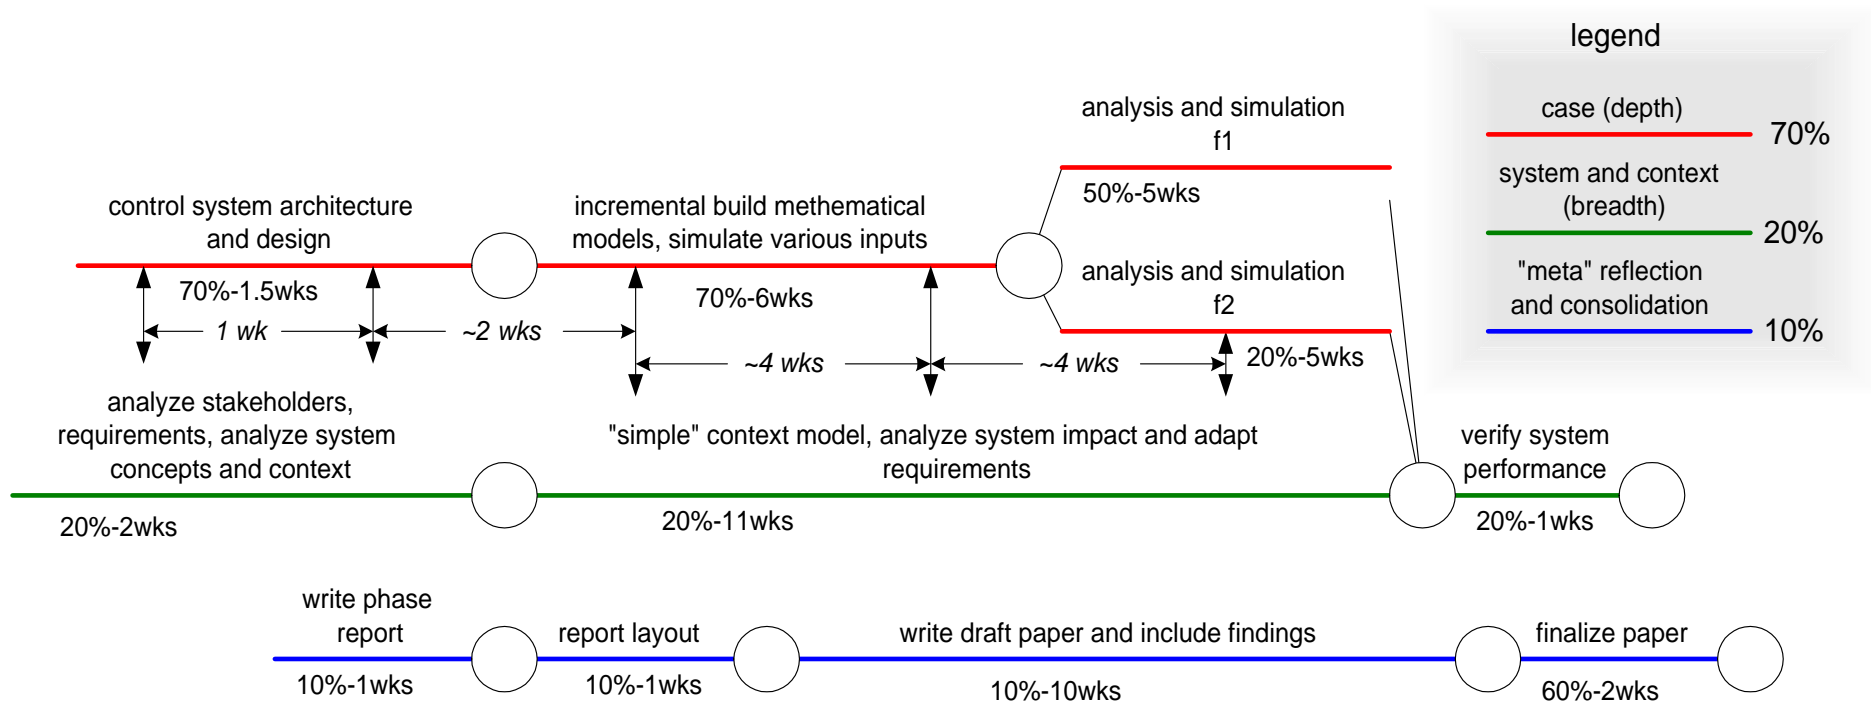 legend
case (depth)
70%
system and context
(breadth)
20%
"meta" reflection
and consolidation
10%
analysis and simulation
f1
50%-5wks
control system architecture
and design
70%-1.5wks
incremental build methematical
models, simulate various inputs
70%-6wks
analysis and simulation
f2
20%-5wks
1 wk
~2 wks
~4 wks
~4 wks
analyze stakeholders,
requirements, analyze system
concepts and context
20%-2wks
"simple" context model, analyze system impact and adapt
requirements
20%-11wks
verify system
performance
20%-1wks
write phase
report
10%-1wks
report layout
10%-1wks
write draft paper and include findings
10%-10wks
finalize paper
60%-2wks